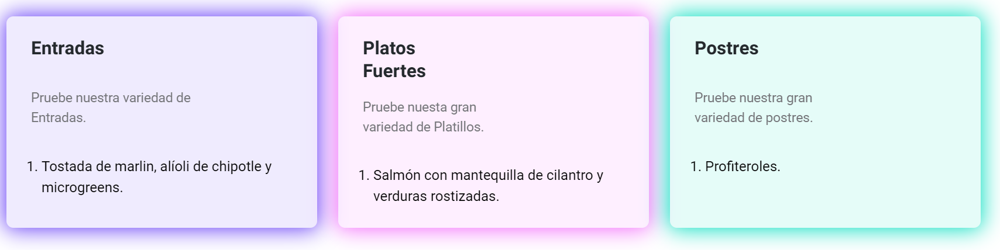 Entradas
Pruebe nuestra variedad de
Entradas.
1. Tostada de marlin, alíoli de chipotle y
microgreens.
Platos
Fuertes
Pruebe nuesta gran
variedad de Platillos.
1. Salmón con mantequilla de cilantro y
verduras rostizadas.
Postres
Pruebe nuestra gran
variedad de postres.
1. Profiteroles.